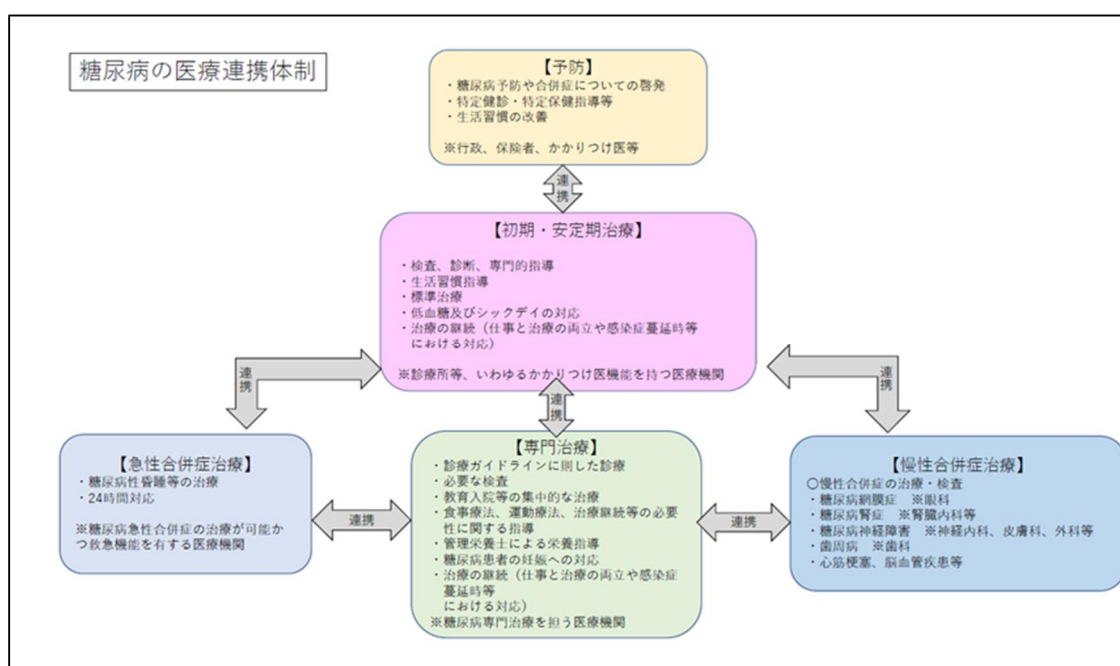 糖尿病の医療連携体制
【予防】
・糖尿病予防や合併症についての啓発
・特定健診・特定保健指導等
・生活習慣の改善
※行政、保険者、かかりつけ医等
連携
【初期・安定期治療】
・検査、診断、専門的指導
・生活習慣指導
・標準治療
・低血糖及びシックデイの対応
・治療の継続（仕事と治療の両立や感染症蔓延時等
における対応）
※診療所等、いわゆるかかりつけ医機能を持つ医療機関
連携
連携
連携
【急性合併症治療】
・糖尿病性昏睡等の治療
・24時間対応
※糖尿病急性合併症の治療が可能か
つ救急機能を有する医療機関
連携
【専門治療】
・診療ガイドラインに則した診療
・必要な検査
・教育入院等の集中的な治療
・食事療法、運動療法、治療継続等の必要
性に関する指導
・管理栄養士による栄養指導
・糖尿病患者の妊娠への対応
・治療の継続（仕事と治療の両立や感染症
蔓延時等
における対応）
※糖尿病専門治療を担う医療機関
連携
【慢性合併症治療】
〇慢性合併症の治療・検査
・糖尿病網膜症　※眼科
・糖尿病腎症　※腎臓内科等
・糖尿病神経障害　※神経内科、皮膚科、外科等
・歯周病　※歯科
・心筋梗塞、脳血管疾患等